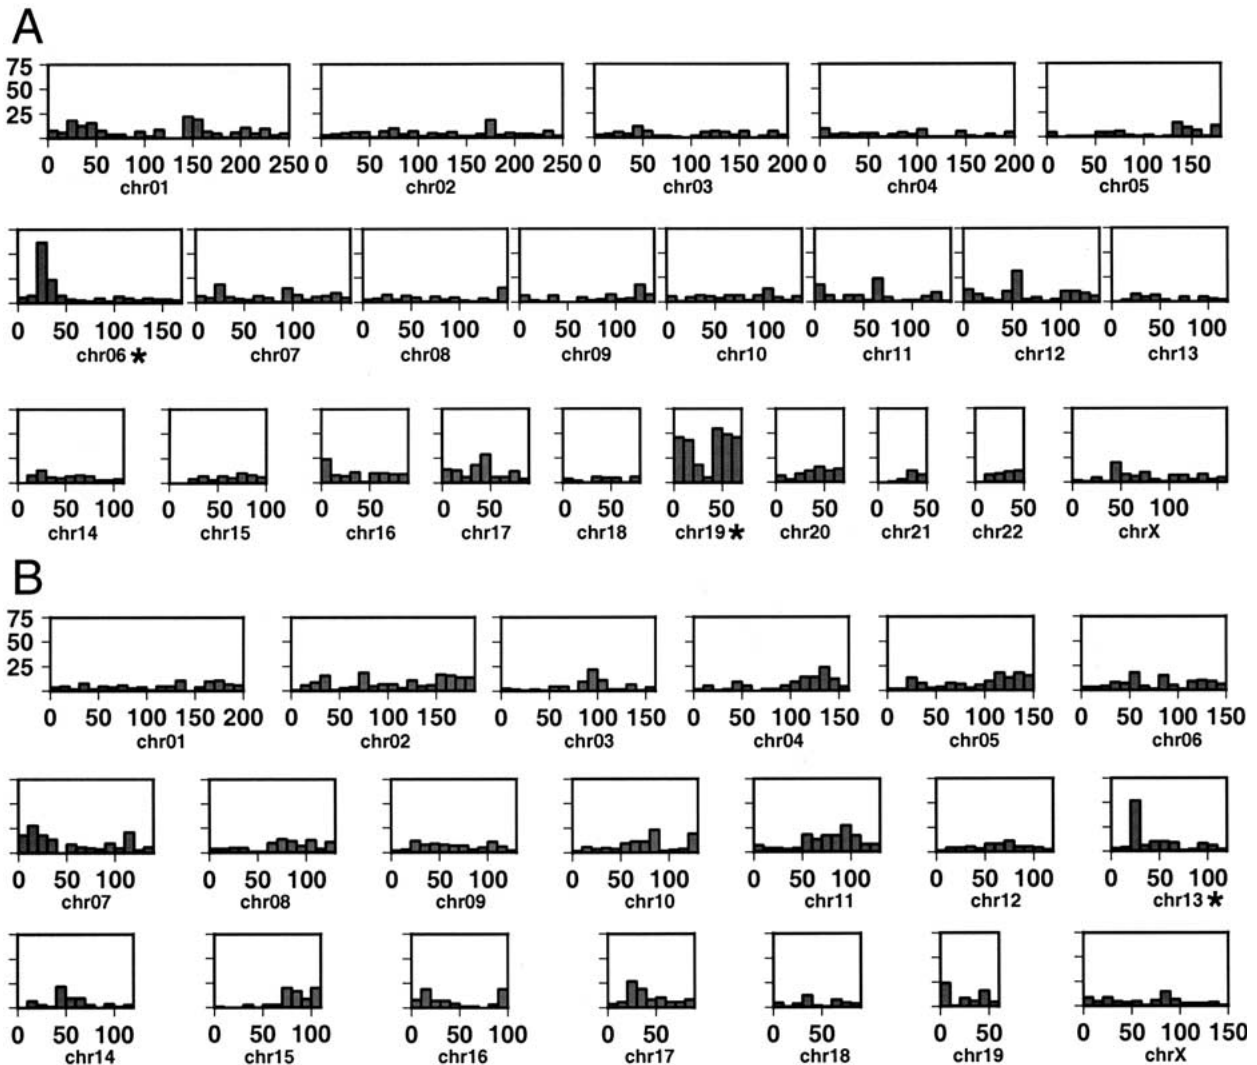 A
75
50
25
0 50 100 150 200 250 0 50 100 150 200 250 0 50 100 150 200 0 50 100 150 200 0 50 100 150
chr01 chr02 chr03 chr04 chr05
0 50 100 150 0 50 100 0 50 100 0 50 100 0 50 100 0 50 100 0 50 100 0 50 100
chr06 * chr07 chr08 chr09 chr10 chr11 chr12 chr13
0 50 100 0 50 100 0 50 0 50 0 50 0 50 0 50 0 50 0 50 0 50 100
chr14 chr15 chr16 chr17 chr18 chr19 * chr20 chr21 chr22 chrX
B
75
50
25
0 50 100 150 200 0 50 100 150 0 50 100 150 0 50 100 150 0 50 100 150 0 50 100 150
chr01 chr02 chr03 chr04 chr05 chr06
0 50 100 0 50 100 0 50 100 0 50 100 0 50 100 0 50 100 0 50 100
chr07 chr08 chr09 chr10 chr11 chr12 chr13 *
0 50 100 0 50 100 0 50 100 0 50 0 50 0 50 0 50 100 150
chr14 chr15 chr16 chr17 chr18 chr19 chrX